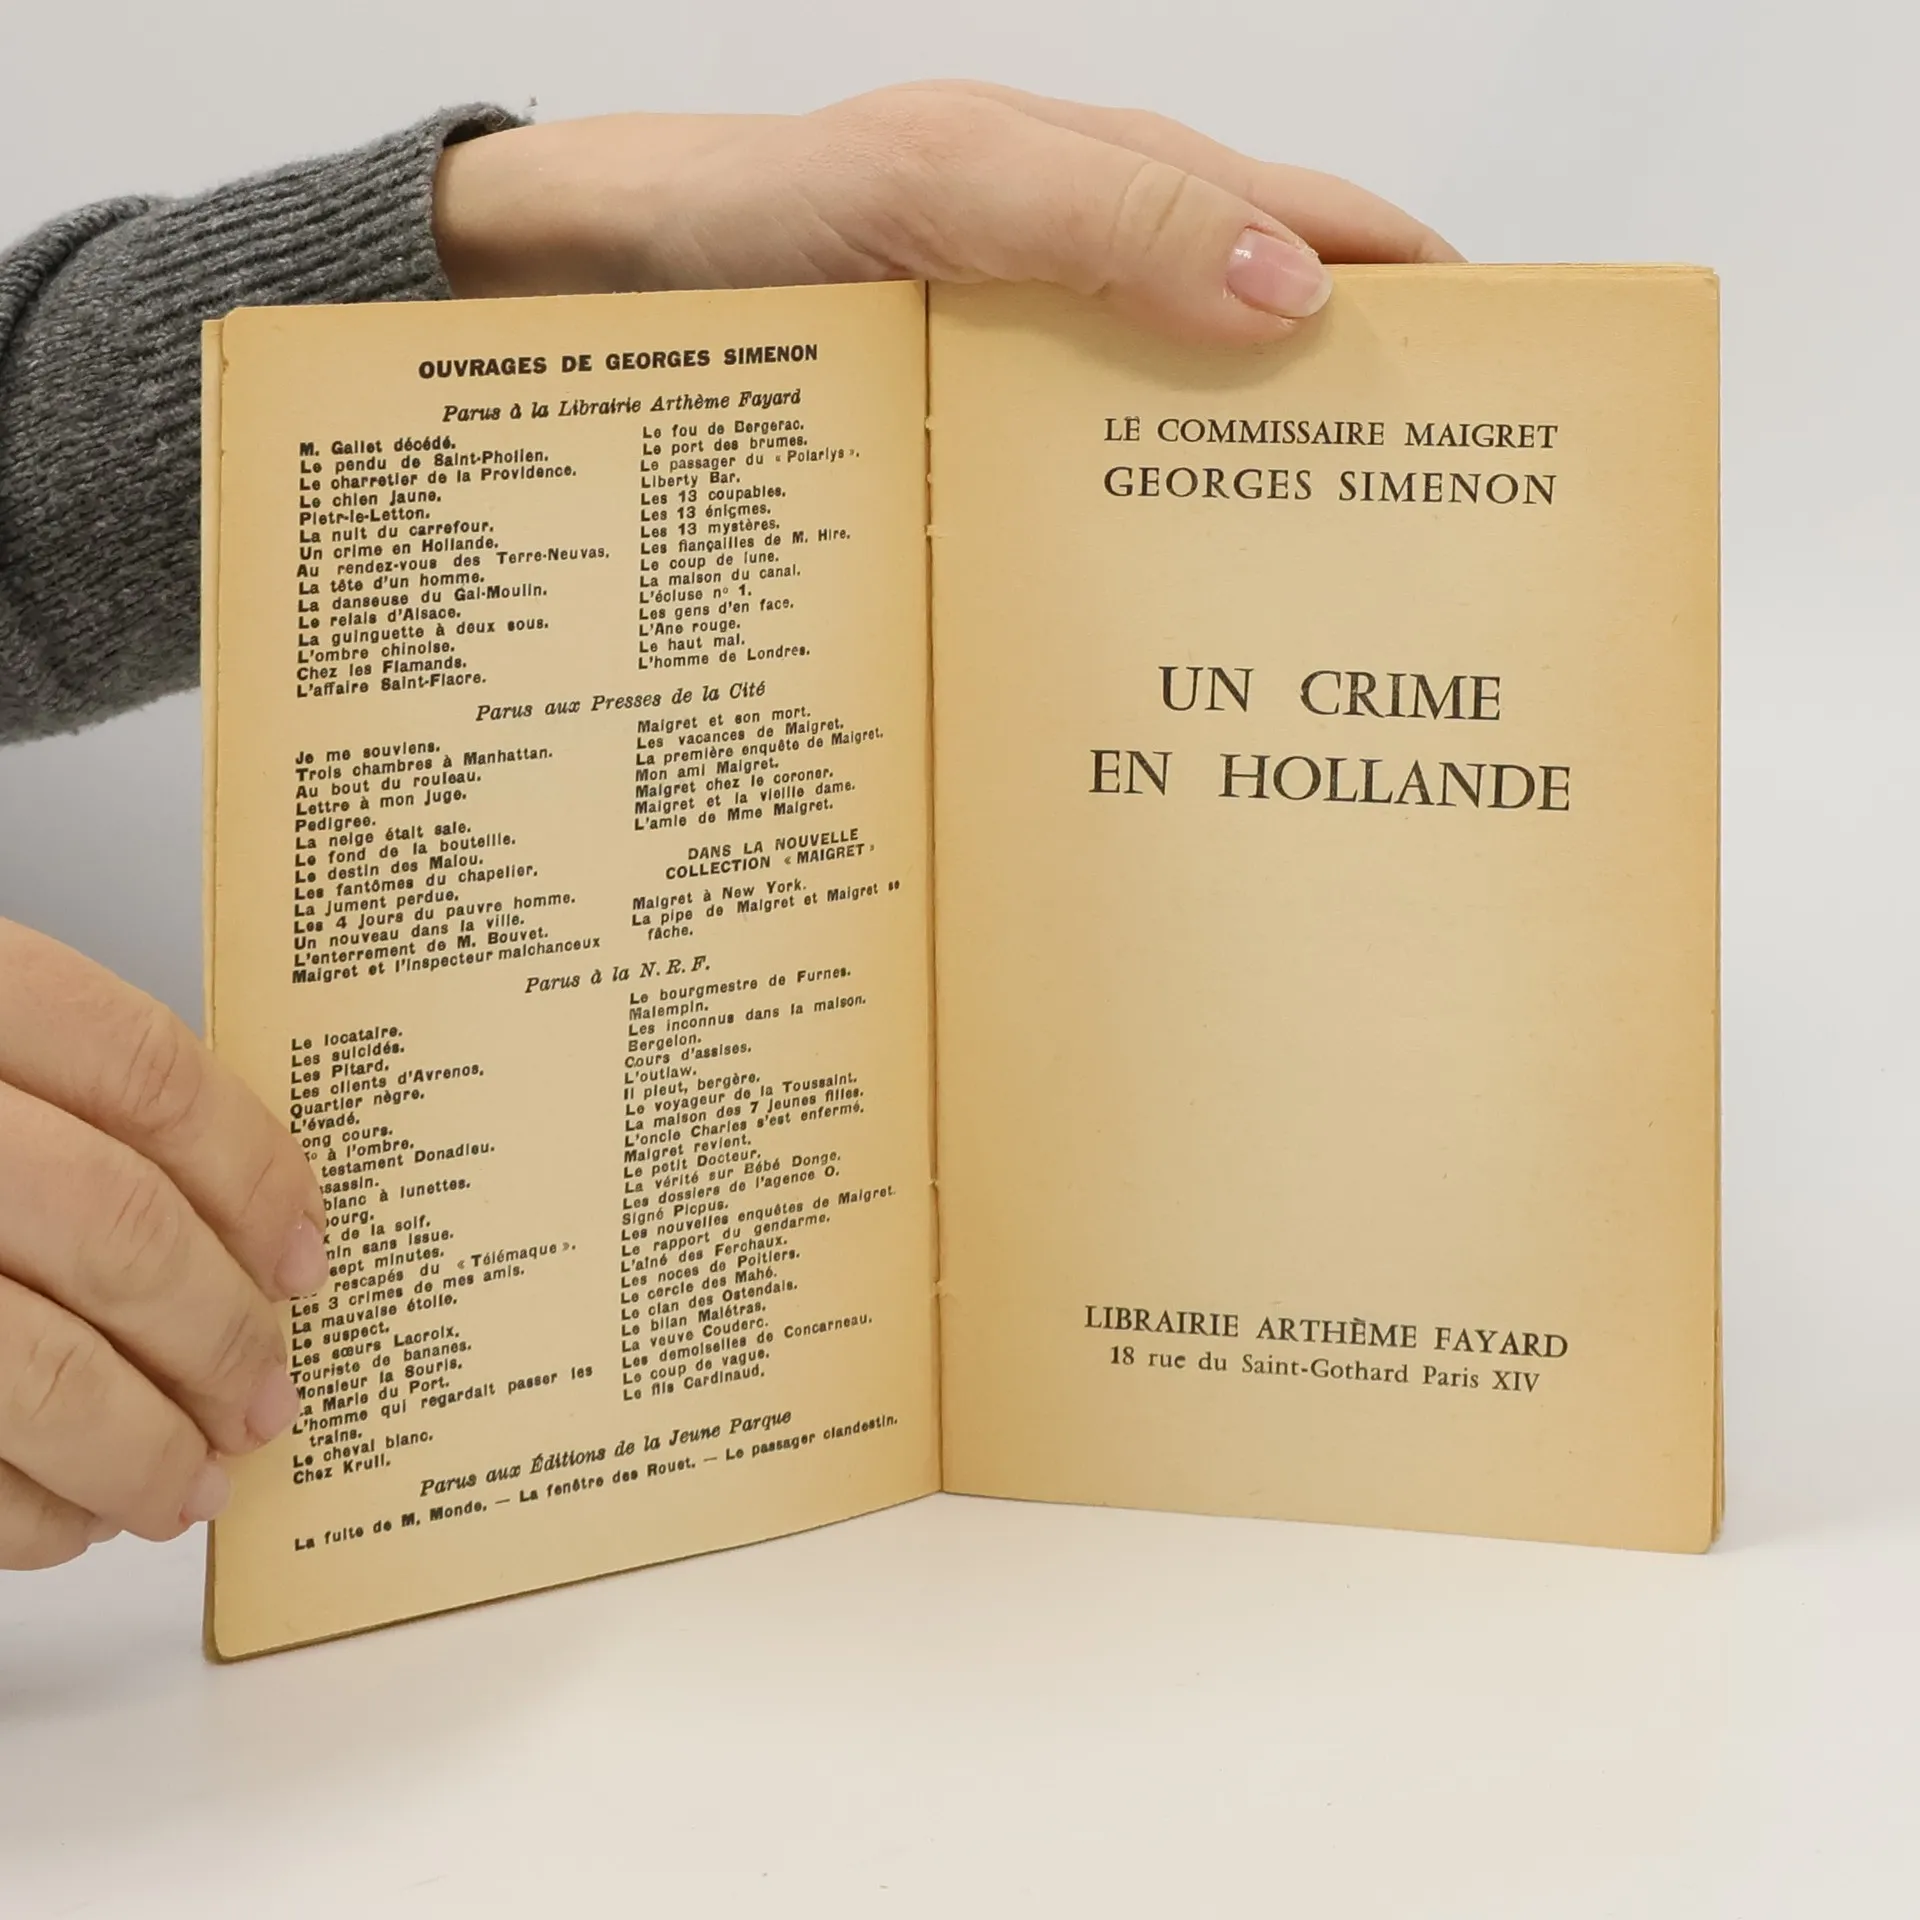 OUVRAGES DE GEORGES SIMENON
Parus à la Librairie Arthème Fayard
M. Gallet décédé.
Le pendu de Saint-Pholien.
Le charretier de la Providence.
Le chien jaune.
Pietr-le-Letton.
La nuit du carrefour.
Un crime en Hollande.
Au rendez-vous des Terre-Neuvas.
La tête d'un homme.
La danseuse du Gai-Moulin.
Le relais d'Alsace.
La guinguette à deux sous.
L'ombre chinoise.
Chez les Flamands.
L'affaire Saint-Fiacre.
Le fou de Bergerac.
Le port des brumes.
Le passager du « Polarlys ».
Liberty Bar.
Les 13 coupables.
Les 13 énigmes.
Les 13 mystères.
Les fiançailles de M. Hire.
Le coup de lune.
La maison du canal.
L'écluse n° 1.
Les gens d'en face.
L'Ane rouge.
Le haut mal.
L'homme de Londres.
Parus aux Presses de la Cité
Je me souviens.
Trois chambres à Manhattan.
Au bout du rouleau.
Lettre à mon juge.
Pedigree.
La neige était sale.
Le fond de la bouteille.
Le destin des Malou.
Les fantômes du chapelier.
La jument perdue.
Les 4 jours du pauvre homme.
Un nouveau dans la ville.
L'enterrement de M. Bouvet.
Maigret et l'inspecteur malchanceux
Maigret et son mort.
Les vacances de Maigret.
La première enquête de Maigret.
Mon ami Maigret.
Maigret chez le coroner.
Maigret et la vieille dame.
L'amie de Mme Maigret.
DANS LA NOUVELLE
COLLECTION « MAIGRET »
Maigret à New York.
La pipe de Maigret et Maigret se
fâche.
Parus à la N. R. F.
Le locataire.
Les suicidés.
Les Pitard.
Les clients d'Avrenos.
Quartier nègre.
L'évadé.
ong cours.
à l'ombre.
testament Donadieu.
ssassin.
blanc à lunettes.
bourg.
de la soif.
min sans issue.
sept minutes.
rescapés du « Télémaque ».
Les 3 crimes de mes amis.
La mauvaise étoile.
Le suspect.
Les sœurs Lacroix.
Touriste de bananes.
Monsieur la Souris.
La Marie du Port.
L'homme qui regardait passer les
trains.
Le cheval blanc.
Chez Krull.
Le bourgmestre de Furnes.
Malempin.
Les inconnus dans la maison.
Bergelon.
Cours d'assises.
L'outlaw.
Il pleut, bergère.
Le voyageur de la Toussaint.
La maison des 7 jeunes filles.
L'oncle Charles s'est enfermé.
Maigret revient.
Le petit Docteur.
La vérité sur Bébé Donge.
Les dossiers de l'agence O.
Signé Picpus.
Les nouvelles enquêtes de Maigret.
Le rapport du gendarme.
L'aîné des Ferchaux.
Les noces de Poitiers.
Le cercle des Mahé.
Le clan des Ostendais.
Le bilan Malétras.
La veuve Couderc.
Les demoiselles de Concarneau.
Le coup de vague.
Le fils Cardinaud.
Parus aux Éditions de la Jeune Parque
La fuite de M. Monde. — La fenêtre des Rouet. — Le passager clandestin.
LE COMMISSAIRE MAIGRET
GEORGES SIMENON
UN CRIME
EN HOLLANDE
LIBRAIRIE ARTHÈME FAYARD
18 rue du Saint-Gothard Paris XIV